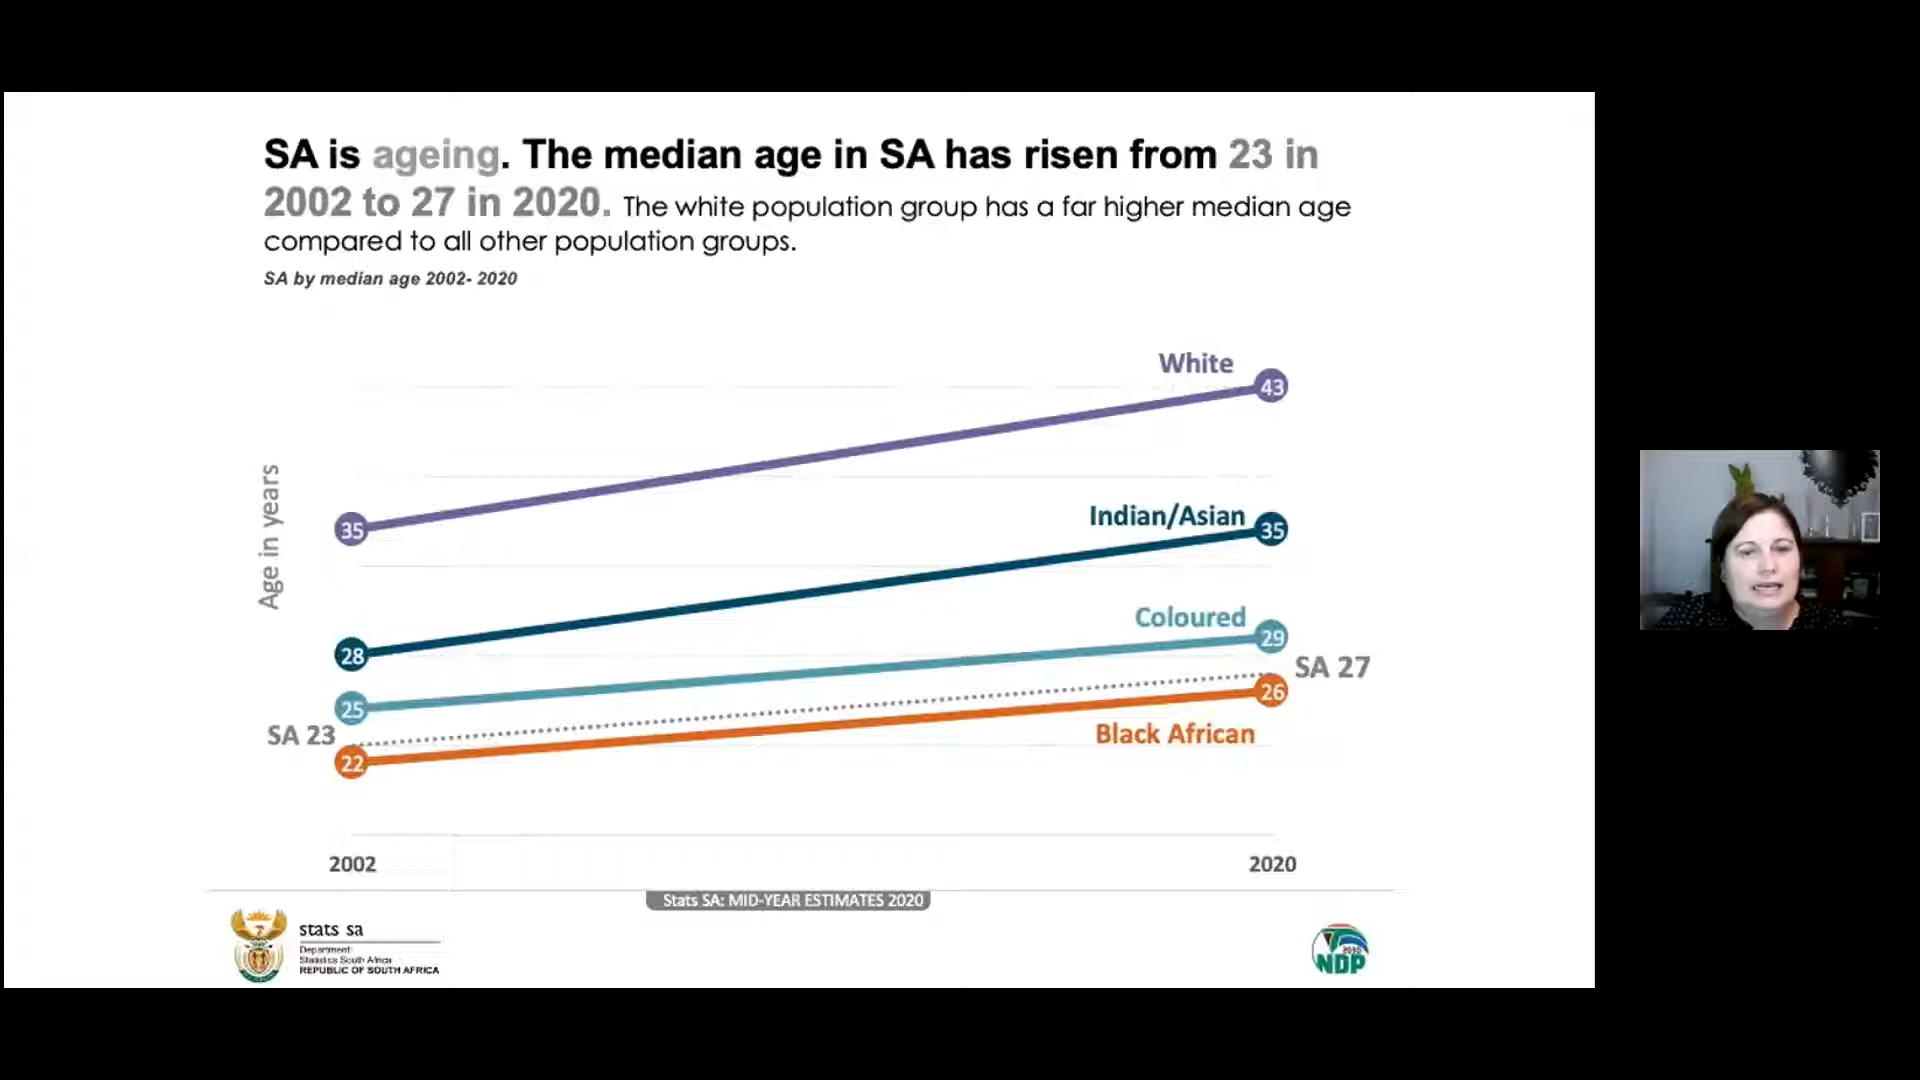 SA is ageing. The median age in SA has risen from 23 in
2002 to 27 in 2020. The white population group has a far higher median age
compared to all other population groups.
SA by median age 2002- 2020
White
43
Age in years
35
Indian/Asian
35
28
Coloured
29
25
SA 27
SA 23
26
22
Black African
2002
2020
Stats SA: MID-YEAR ESTIMATES 2020
stats sa
Department:
Statistics South Africa
REPUBLIC OF SOUTH AFRICA
2030
NDP